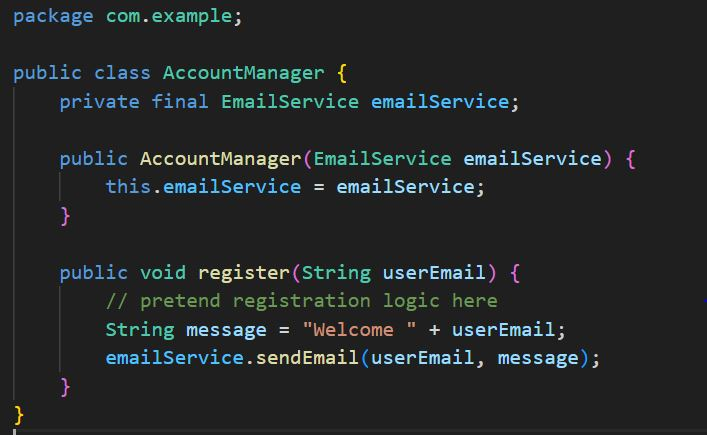 package com.example;
public class AccountManager {
    private final EmailService emailService;
    public AccountManager(EmailService emailService) {
        this.emailService = emailService;
    }
    public void register(String userEmail) {
        // pretend registration logic here
        String message = "Welcome " + userEmail;
        emailService.sendEmail(userEmail, message);
    }
}